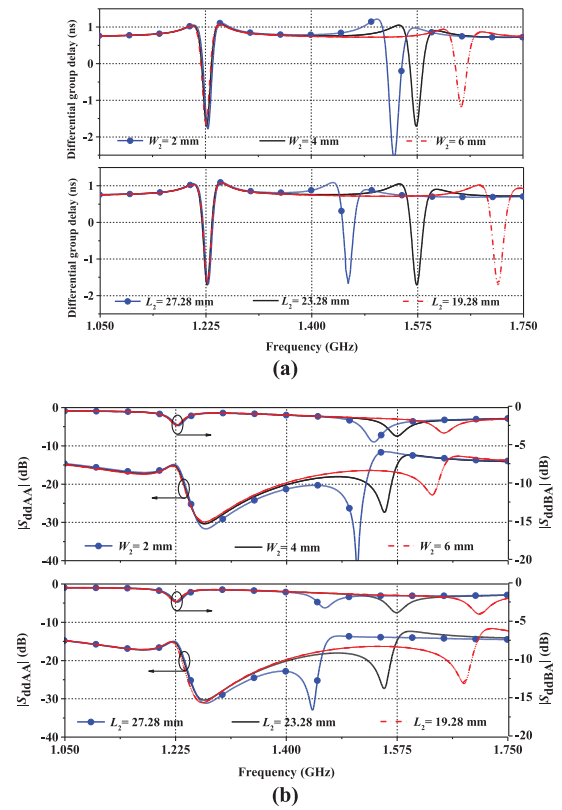 Differential group delay (ns)
1
0
-1
-2
W2= 2 mm
W2= 4 mm
W2= 6 mm
Differential group delay (ns)
1
0
-1
-2
L2= 27.28 mm
L2= 23.28 mm
L2= 19.28 mm
1.050
1.225
1.400
1.575
1.750
Frequency (GHz)
(a)
|SddAA| (dB)
0
-10
-20
-30
-40
0
-5
-10
-15
-20
|SddBA| (dB)
W2= 2 mm
W2= 4 mm
W2= 6 mm
|SddAA| (dB)
0
-10
-20
-30
-40
0
-5
-10
-15
-20
|SddBA| (dB)
L2= 27.28 mm
L2= 23.28 mm
L2= 19.28 mm
1.050
1.225
1.400
1.575
1.750
Frequency (GHz)
(b)